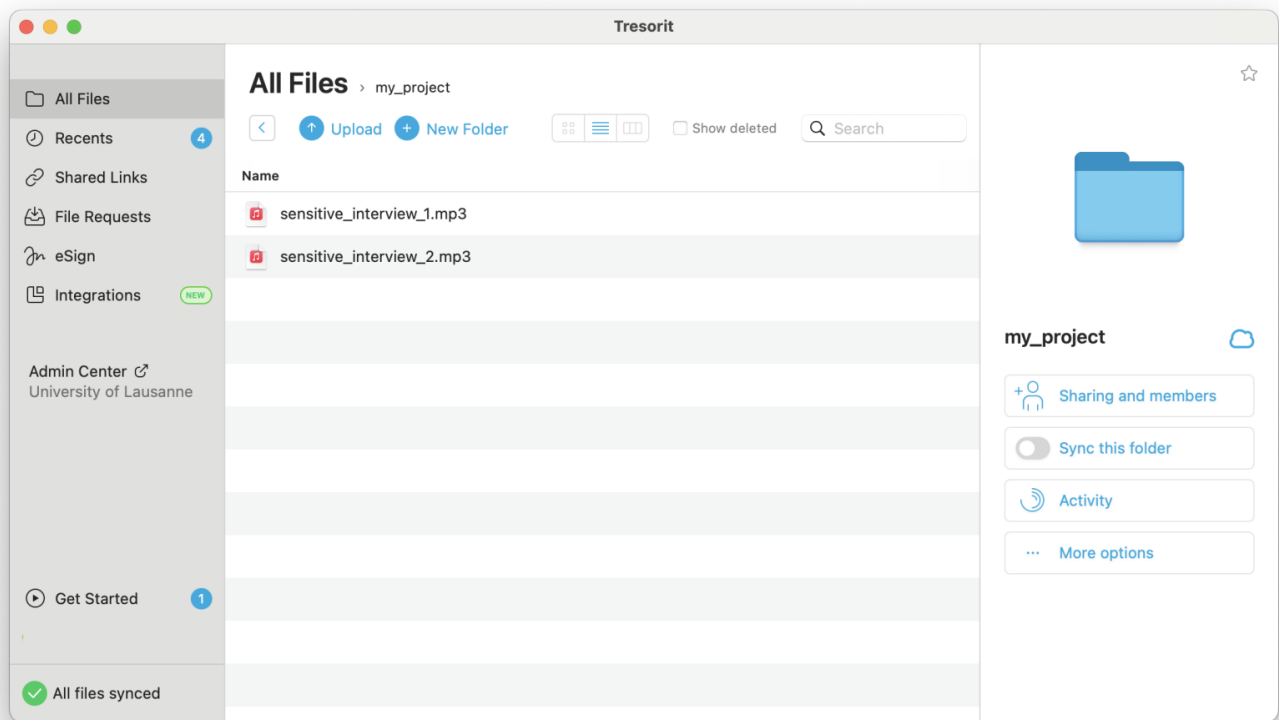 Tresorit
All Files
Recents 4
Shared Links
File Requests
eSign
Integrations NEW
Admin Center
University of Lausanne
Get Started 1
All files synced
All Files › my_project
Upload New Folder Show deleted Search
Name
sensitive_interview_1.mp3
sensitive_interview_2.mp3
my_project
Sharing and members
Sync this folder
Activity
More options